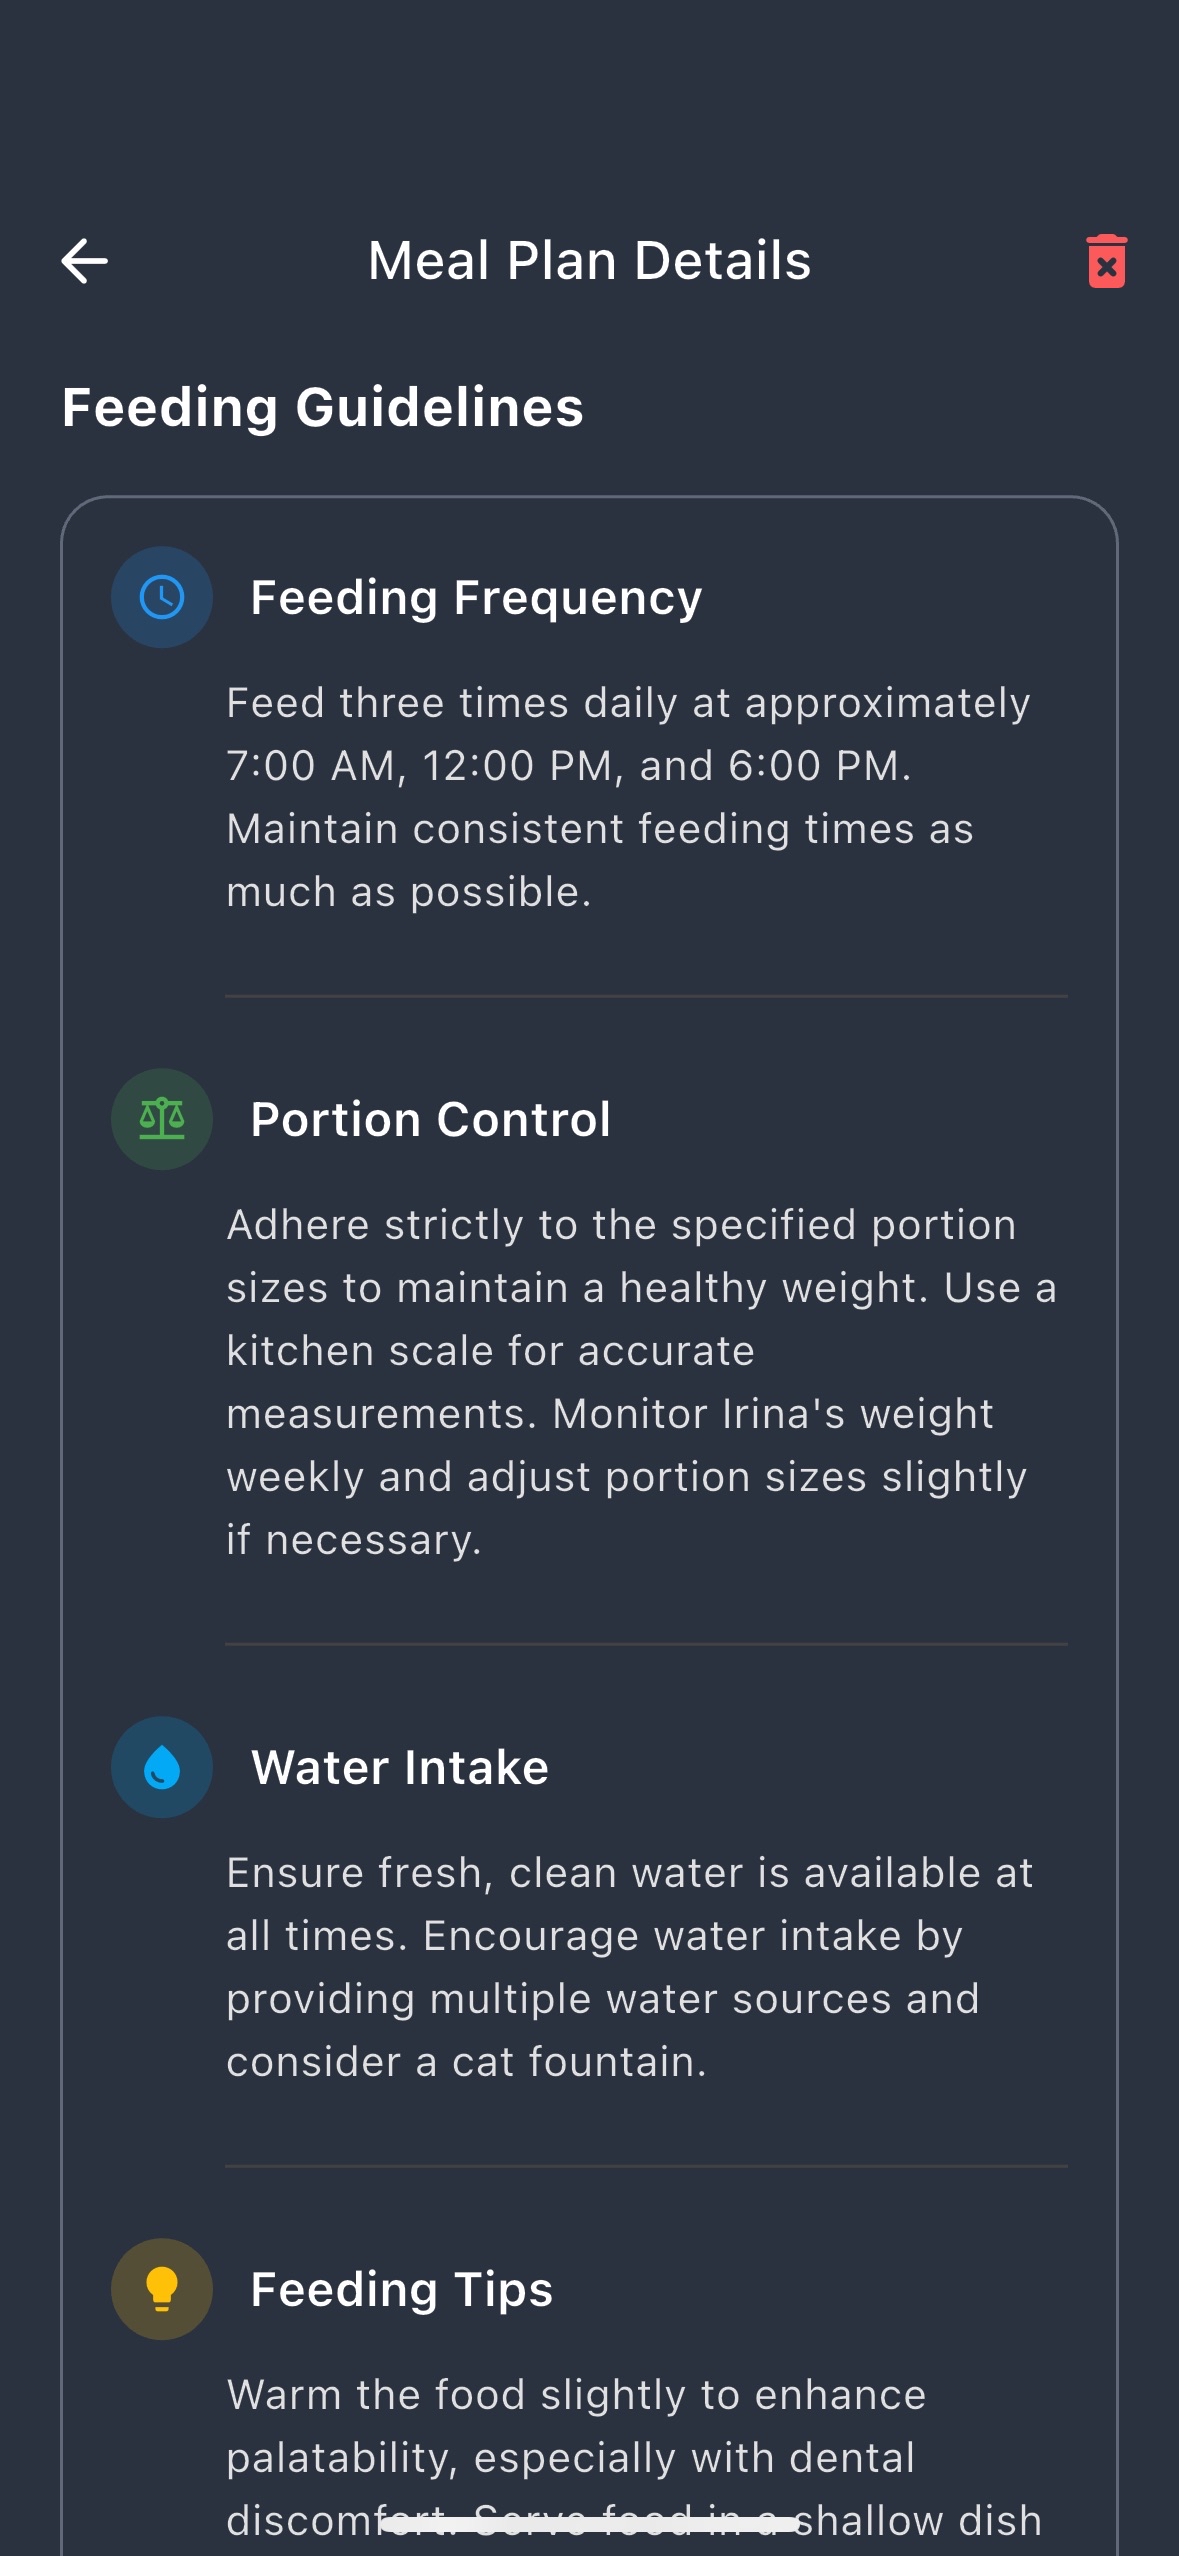 Meal Plan Details
Feeding Guidelines
Feeding Frequency
Feed three times daily at approximately
7:00 AM, 12:00 PM, and 6:00 PM.
Maintain consistent feeding times as
much as possible.
Portion Control
Adhere strictly to the specified portion
sizes to maintain a healthy weight. Use a
kitchen scale for accurate
measurements. Monitor Irina's weight
weekly and adjust portion sizes slightly
if necessary.
Water Intake
Ensure fresh, clean water is available at
all times. Encourage water intake by
providing multiple water sources and
consider a cat fountain.
Feeding Tips
Warm the food slightly to enhance
palatability, especially with dental
discomfort. Serve food in a shallow dish